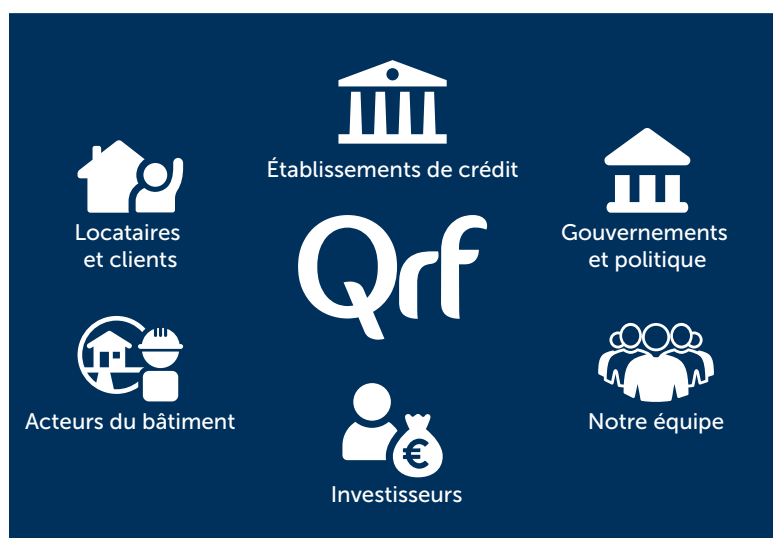 Établissements de crédit
Locataires
et clients
Gouvernements
et politique
Qrf
Acteurs du bâtiment
Notre équipe
€
Investisseurs